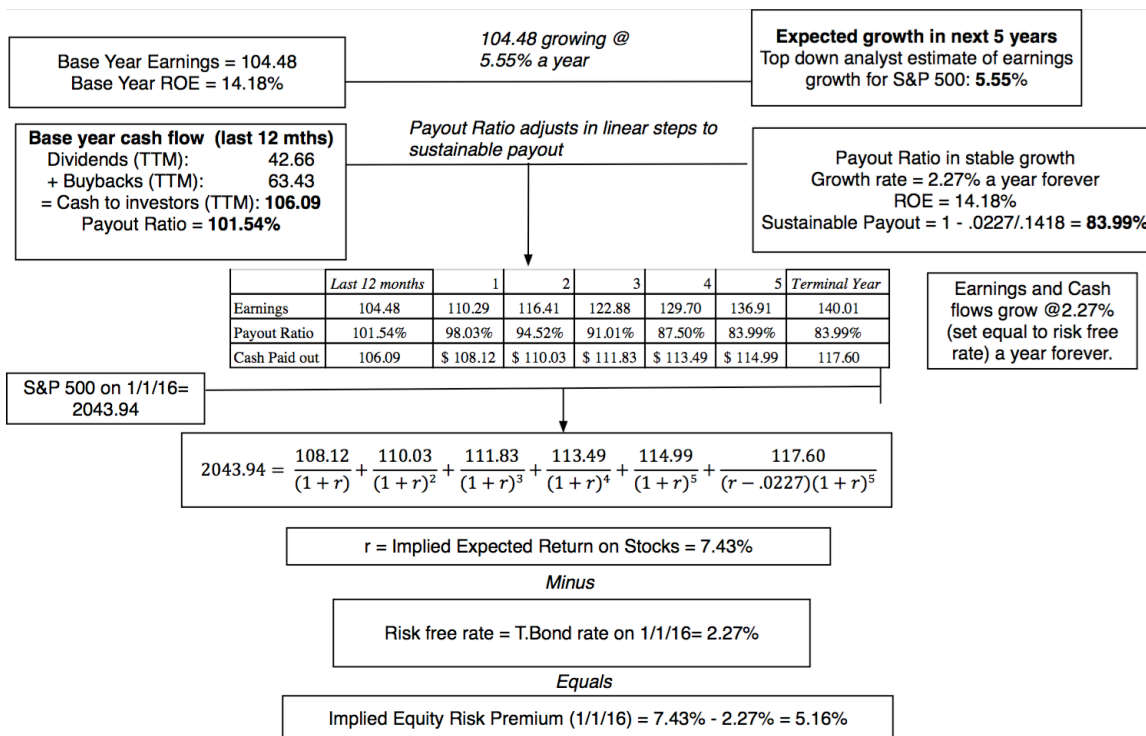 Base Year Earnings = 104.48
Base Year ROE = 14.18%
104.48 growing @
5.55% a year
Expected growth in next 5 years
Top down analyst estimate of earnings
growth for S&P 500: 5.55%
Base year cash flow (last 12 mths)
Dividends (TTM): 42.66
+ Buybacks (TTM): 63.43
= Cash to investors (TTM): 106.09
Payout Ratio = 101.54%
Payout Ratio adjusts in linear steps to
sustainable payout
Payout Ratio in stable growth
Growth rate = 2.27% a year forever
ROE = 14.18%
Sustainable Payout = 1 - .0227/.1418 = 83.99%
Last 12 months 1 2 3 4 5 Terminal Year
Earnings 104.48 110.29 116.41 122.88 129.70 136.91 140.01
Payout Ratio 101.54% 98.03% 94.52% 91.01% 87.50% 83.99% 83.99%
Cash Paid out 106.09 $ 108.12 $ 110.03 $ 111.83 $ 113.49 $ 114.99 117.60
Earnings and Cash
flows grow @2.27%
(set equal to risk free
rate) a year forever.
S&P 500 on 1/1/16=
2043.94
2043.94 = 108.12/(1 + r) + 110.03/(1 + r)² + 111.83/(1 + r)³ + 113.49/(1 + r)⁴ + 114.99/(1 + r)⁵ + 117.60/(r − .0227)(1 + r)⁵
r = Implied Expected Return on Stocks = 7.43%
Minus
Risk free rate = T.Bond rate on 1/1/16= 2.27%
Equals
Implied Equity Risk Premium (1/1/16) = 7.43% - 2.27% = 5.16%